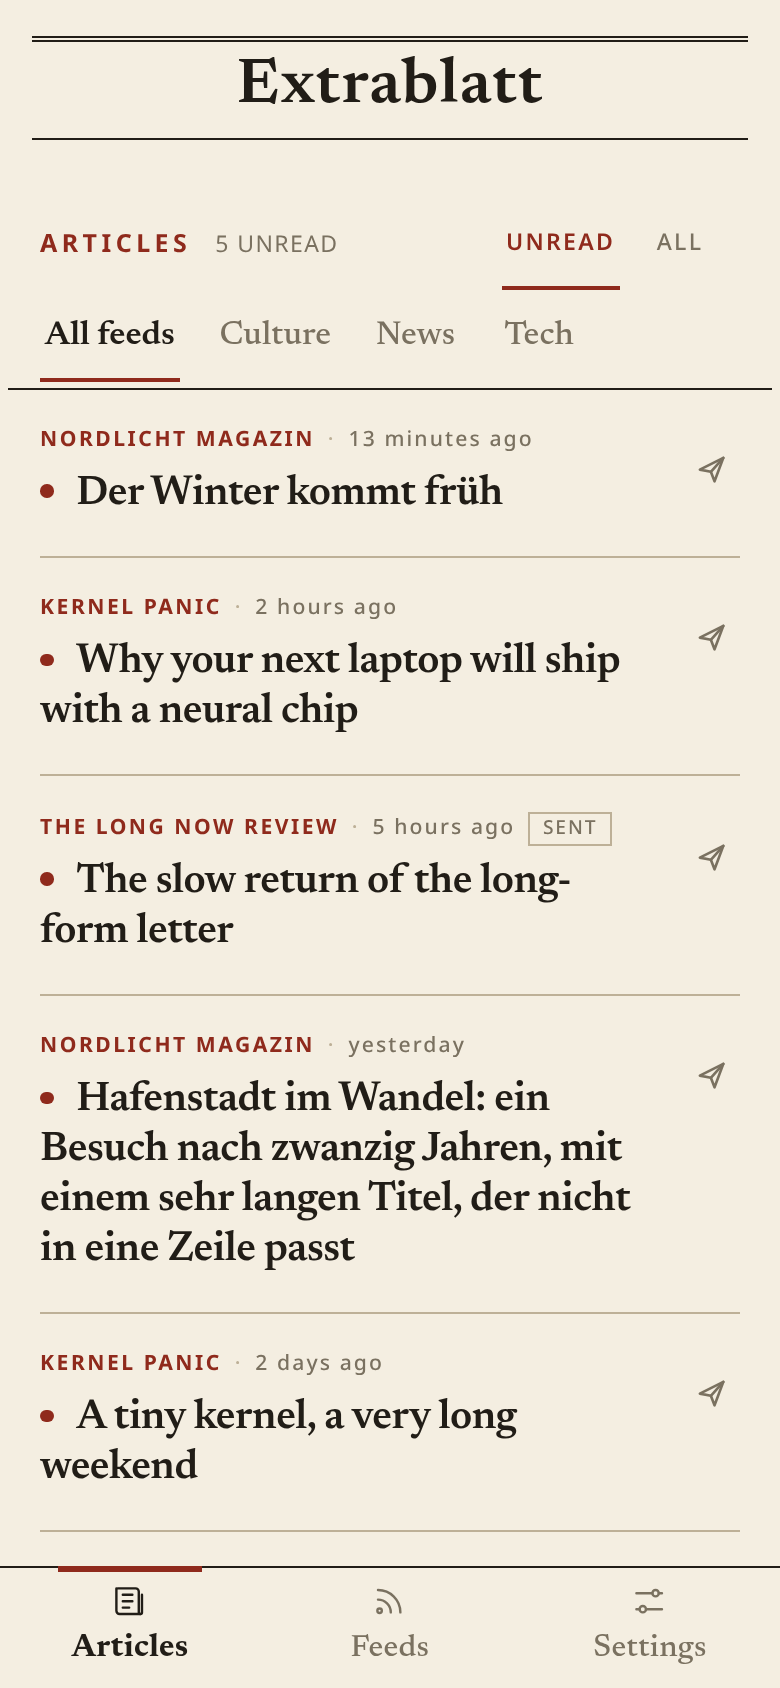 Extrablatt
ARTICLES 5 UNREAD UNREAD ALL
All feeds Culture News Tech
NORDLICHT MAGAZIN · 13 minutes ago
Der Winter kommt früh
KERNEL PANIC · 2 hours ago
Why your next laptop will ship
with a neural chip
THE LONG NOW REVIEW · 5 hours ago SENT
The slow return of the long-
form letter
NORDLICHT MAGAZIN · yesterday
Hafenstadt im Wandel: ein
Besuch nach zwanzig Jahren, mit
einem sehr langen Titel, der nicht
in eine Zeile passt
KERNEL PANIC · 2 days ago
A tiny kernel, a very long
weekend
Articles Feeds Settings